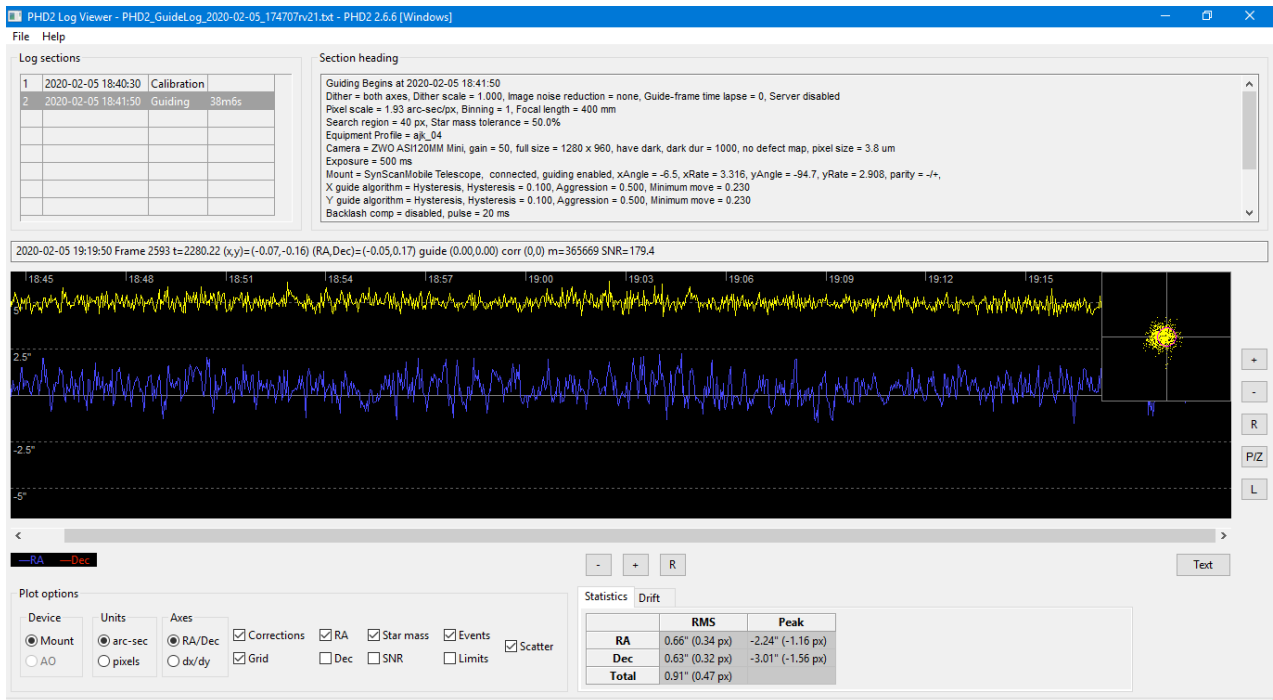 PHD2 Log Viewer - PHD2_GuideLog_2020-02-05_174707rv21.txt - PHD2 2.6.6 [Windows]
File Help
Log sections
1 2020-02-05 18:40:30 Calibration
2 2020-02-05 18:41:50 Guiding 38m6s
Section heading
Guiding Begins at 2020-02-05 18:41:50
Dither = both axes, Dither scale = 1.000, Image noise reduction = none, Guide-frame time lapse = 0, Server disabled
Pixel scale = 1.93 arc-sec/px, Binning = 1, Focal length = 400 mm
Search region = 40 px, Star mass tolerance = 50.0%
Equipment Profile = ajk_04
Camera = ZWO ASI120MM Mini, gain = 50, full size = 1280 x 960, have dark, dark dur = 1000, no defect map, pixel size = 3.8 um
Exposure = 500 ms
Mount = SynScanMobile Telescope, connected, guiding enabled, xAngle = -6.5, xRate = 3.316, yAngle = -94.7, yRate = 2.908, parity = -/+,
X guide algorithm = Hysteresis, Hysteresis = 0.100, Aggression = 0.500, Minimum move = 0.230
Y guide algorithm = Hysteresis, Hysteresis = 0.100, Aggression = 0.500, Minimum move = 0.230
Backlash comp = disabled, pulse = 20 ms
2020-02-05 19:19:50 Frame 2593 t=2280.22 (x,y)=(-0.07,-0.16) (RA,Dec)=(-0.05,0.17) guide (0.00,0.00) corr (0,0) m=365669 SNR=179.4
18:45 18:48 18:51 18:54 18:57 19:00 19:03 19:06 19:09 19:12 19:15
5"
2.5"
-2.5"
-5"
+
-
R
P/Z
L
RA Dec
- + R
Text
Plot options
Device Units Axes
Mount arc-sec RA/Dec Corrections RA Star mass Events Scatter
AO pixels dx/dy Grid Dec SNR Limits
Statistics Drift
RMS Peak
RA 0.66" (0.34 px) -2.24" (-1.16 px)
Dec 0.63" (0.32 px) -3.01" (-1.56 px)
Total 0.91" (0.47 px)